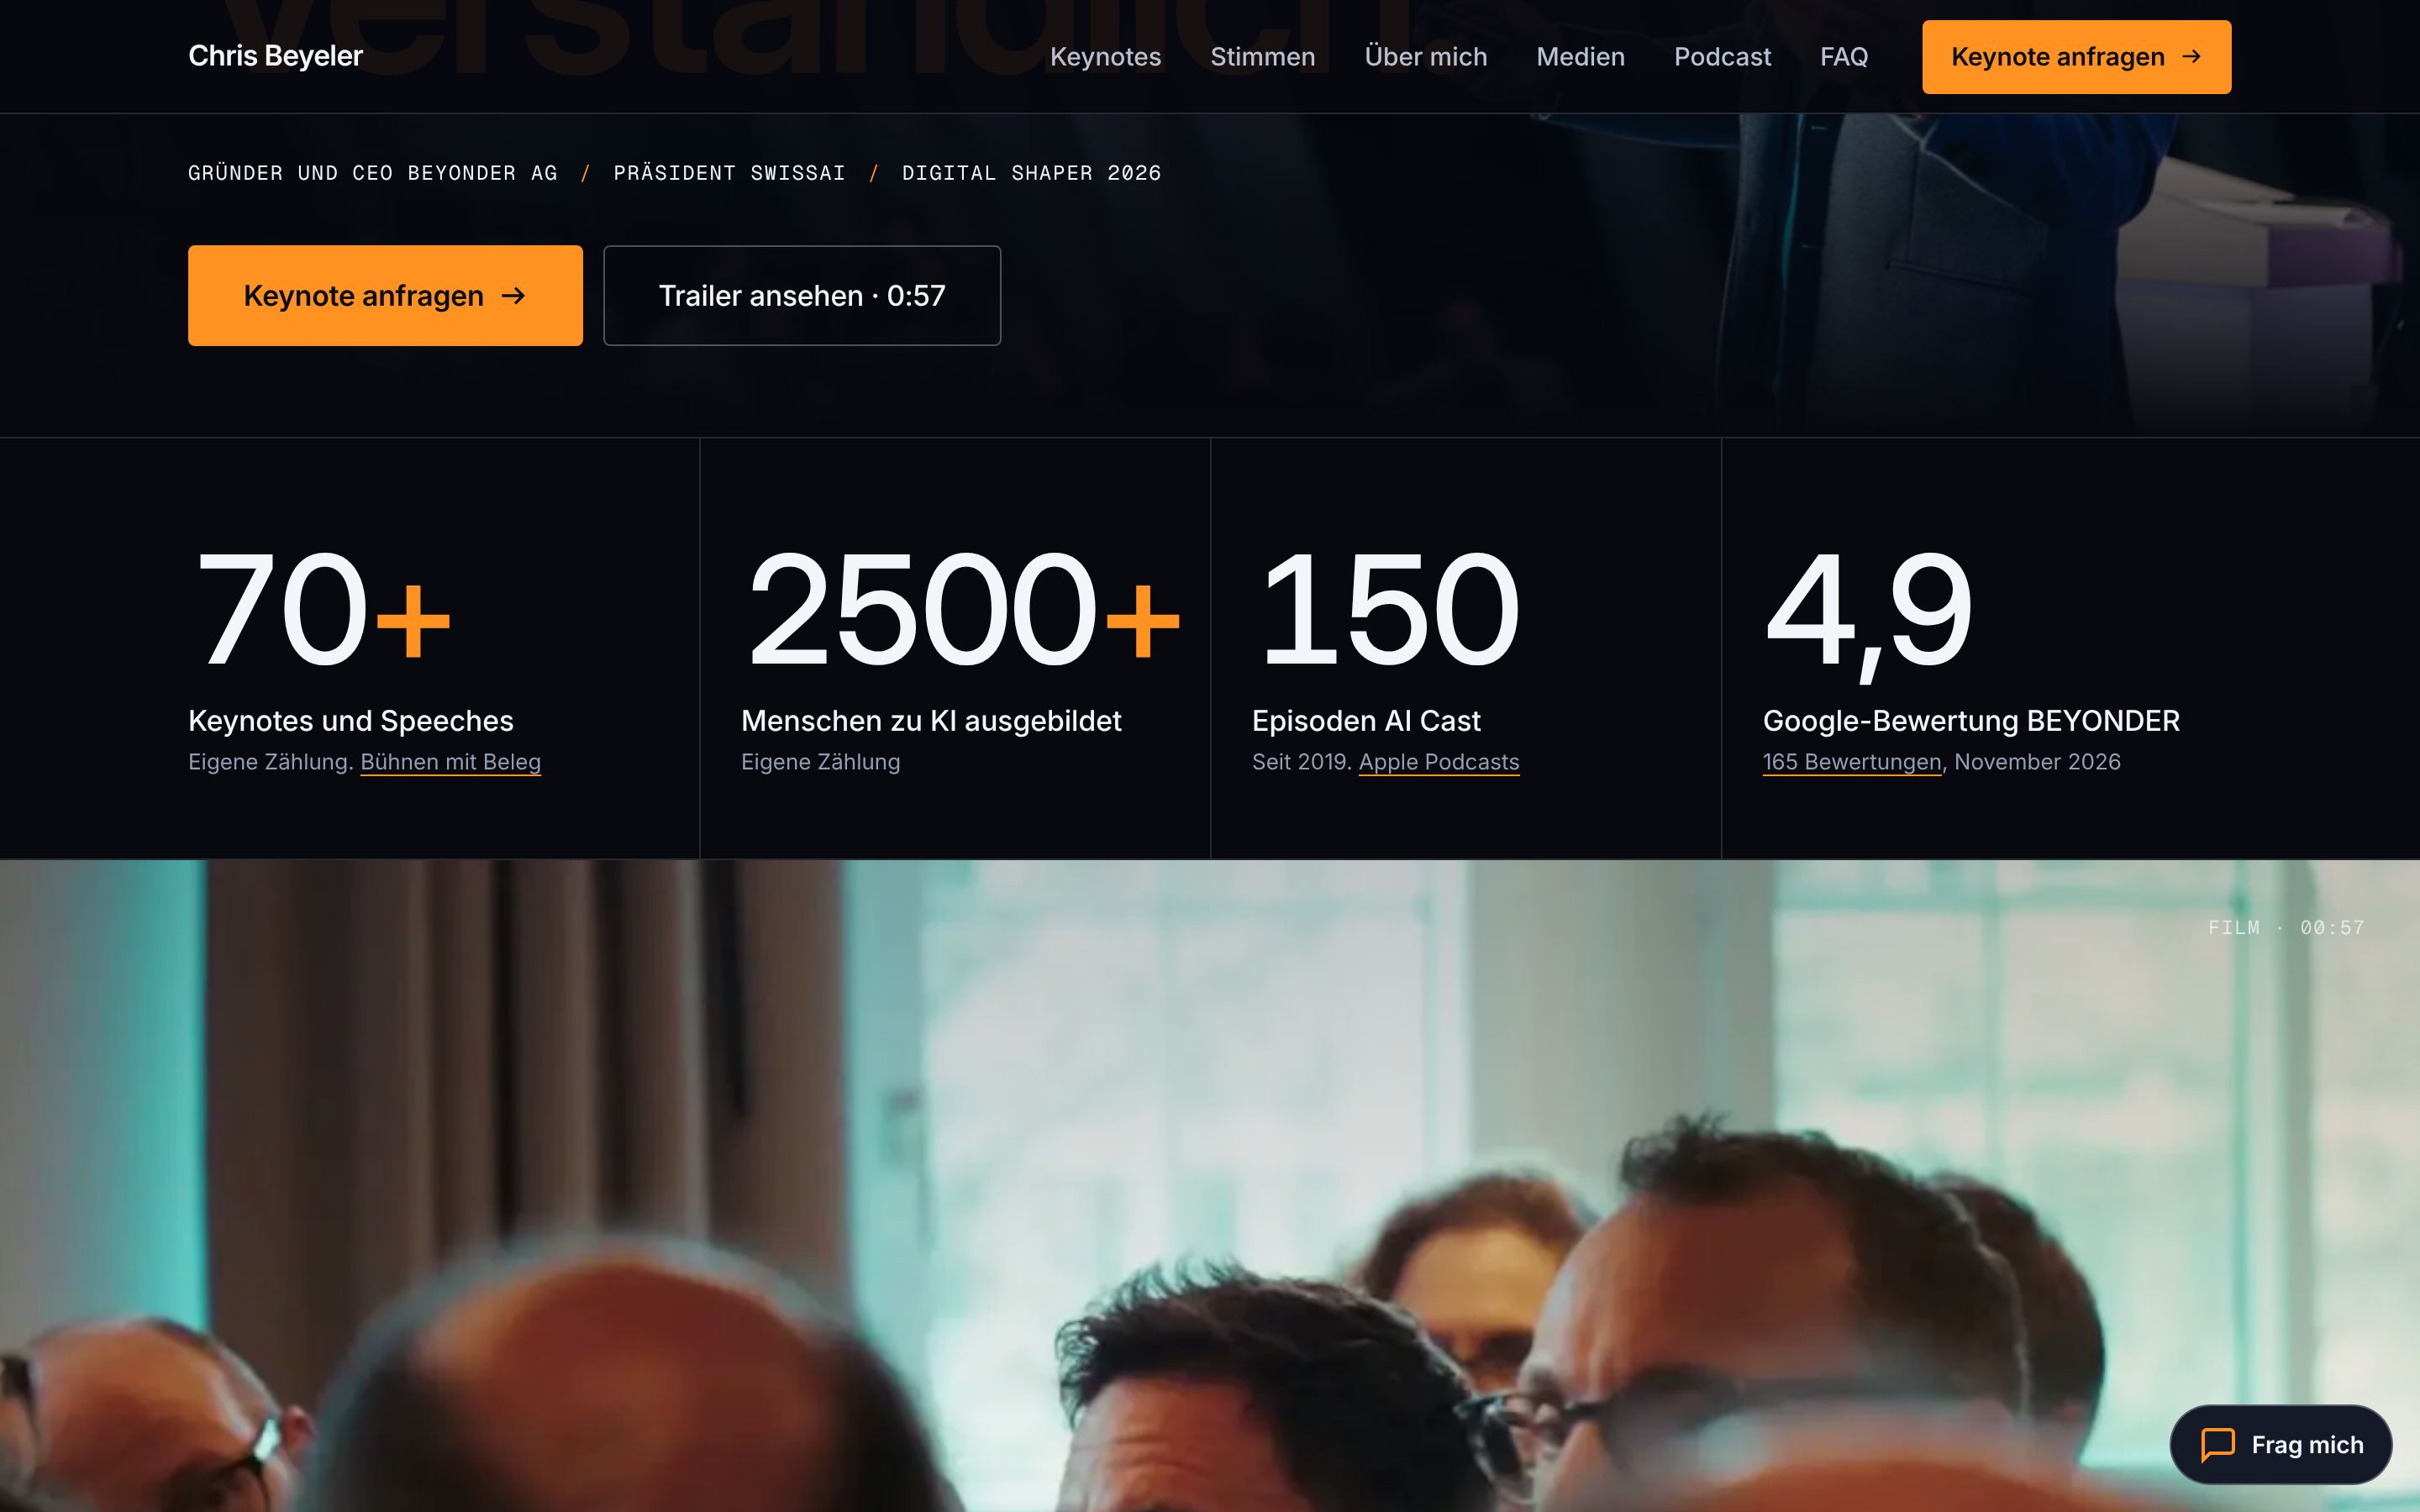 verständlich.
Chris Beyeler
Keynotes
Stimmen
Über mich
Medien
Podcast
FAQ
Keynote anfragen →
GRÜNDER UND CEO BEYONDER AG / PRÄSIDENT SWISSAI / DIGITAL SHAPER 2026
Keynote anfragen →
Trailer ansehen · 0:57
70+
Keynotes und Speeches
Eigene Zählung. Bühnen mit Beleg
2500+
Menschen zu KI ausgebildet
Eigene Zählung
150
Episoden AI Cast
Seit 2019. Apple Podcasts
4,9
Google-Bewertung BEYONDER
165 Bewertungen, November 2026
FILM · 00:57
Frag mich